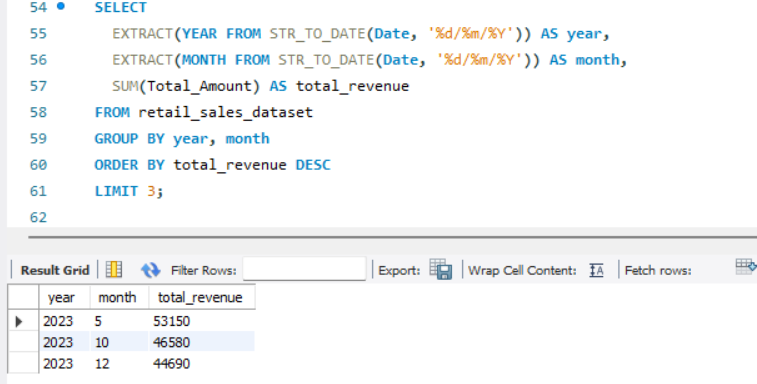 54 SELECT
55 EXTRACT(YEAR FROM STR_TO_DATE(Date, '%d/%m/%Y')) AS year,
56 EXTRACT(MONTH FROM STR_TO_DATE(Date, '%d/%m/%Y')) AS month,
57 SUM(Total_Amount) AS total_revenue
58 FROM retail_sales_dataset
59 GROUP BY year, month
60 ORDER BY total_revenue DESC
61 LIMIT 3;
62
Result Grid Filter Rows: Export: Wrap Cell Content: IA Fetch rows:
year month total_revenue
2023 5 53150
2023 10 46580
2023 12 44690